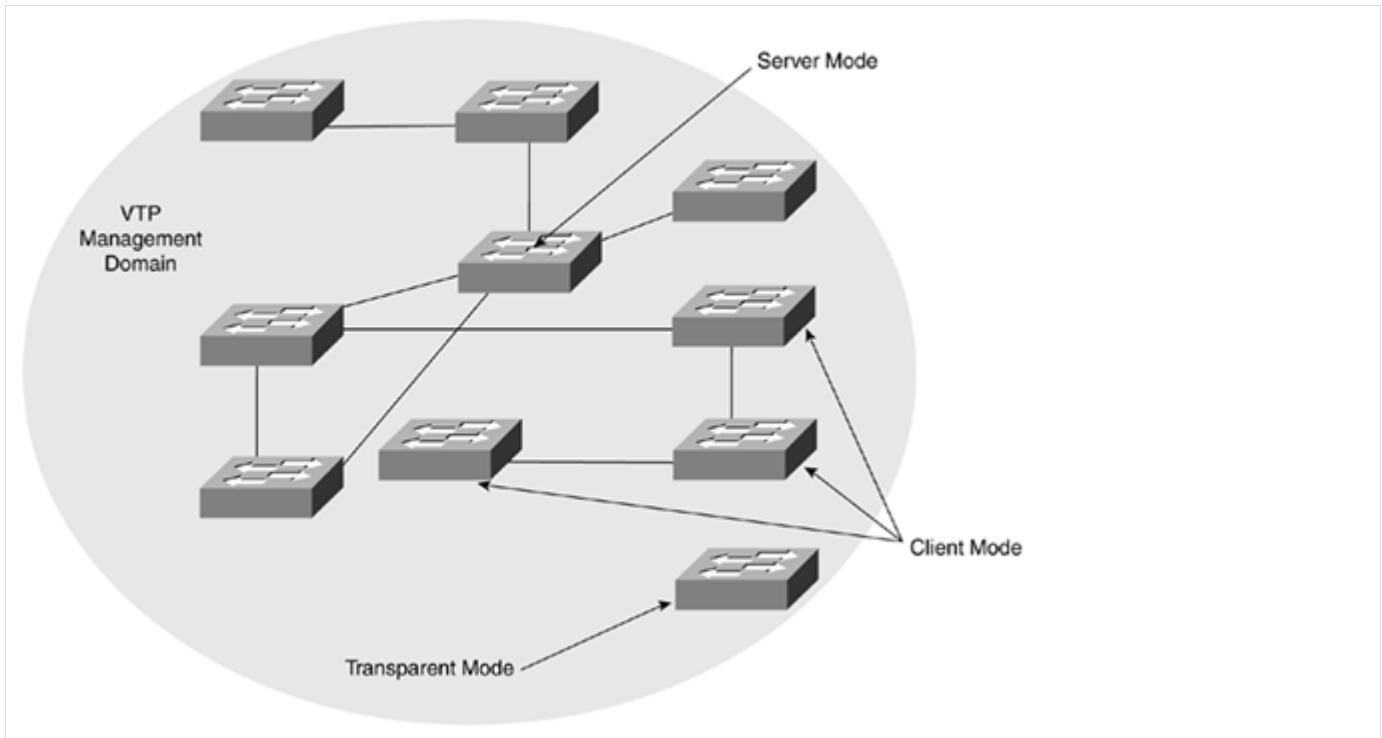 Server Mode
VTP
Management
Domain
Client Mode
Transparent Mode